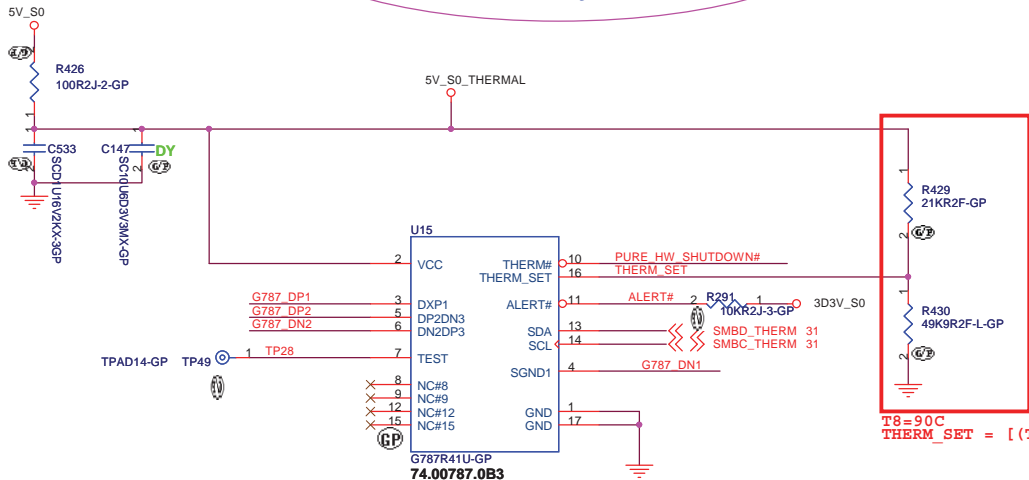 5V_S0
R426
100R2J-2-GP
5V_S0_THERMAL
1
1
1
C533
SCD1U16V2KX-3GP
2
C147
DY
SC10U6D3V3MX-GP
2
G/P
1
R429
21KR2F-GP
2
G/P
U15
2
VCC
THERM#
10
PURE_HW_SHUTDOWN#
THERM_SET
16
THERM_SET
G787_DP1
3
DXP1
ALERT#
11
ALERT#
2
R291
1
10KR2J-3-GP
3D3V_S0
1
R430
49K9R2F-L-GP
2
G/P
G787_DP2
5
DP2DN3
G787_DN2
6
DN2DP3
SDA
13
SMBD_THERM 31
SCL
14
SMBC_THERM 31
TPAD14-GP
TP49
1
TP28
7
TEST
SGND1
4
G787_DN1
8
NC#8
9
NC#9
12
NC#12
15
NC#15
GND
1
GND
17
GP
G787R41U-GP
74.00787.0B3
T8=90C
THERM_SET = [(T